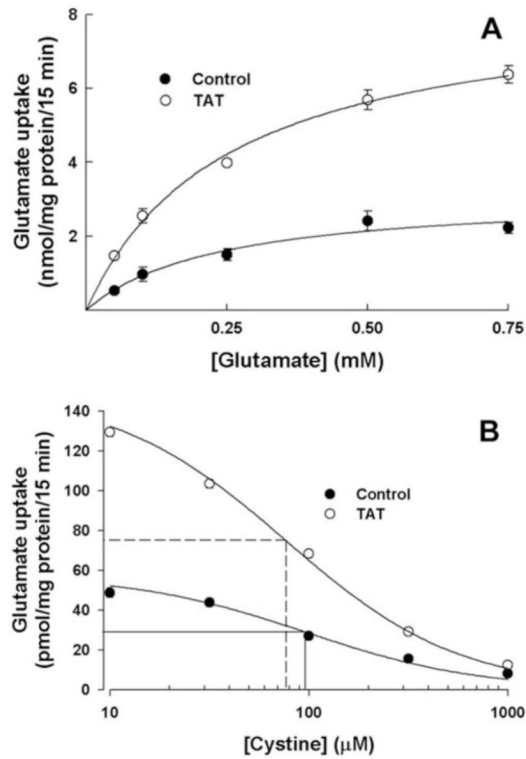 A
Control
TAT
Glutamate uptake
(nmol/mg protein/15 min)
8
6
4
2
0.25
0.50
0.75
[Glutamate] (mM)
B
Control
TAT
Glutamate uptake
(pmol/mg protein/15 min)
140
120
100
80
60
40
20
0
10
100
1000
[Cystine] (μM)